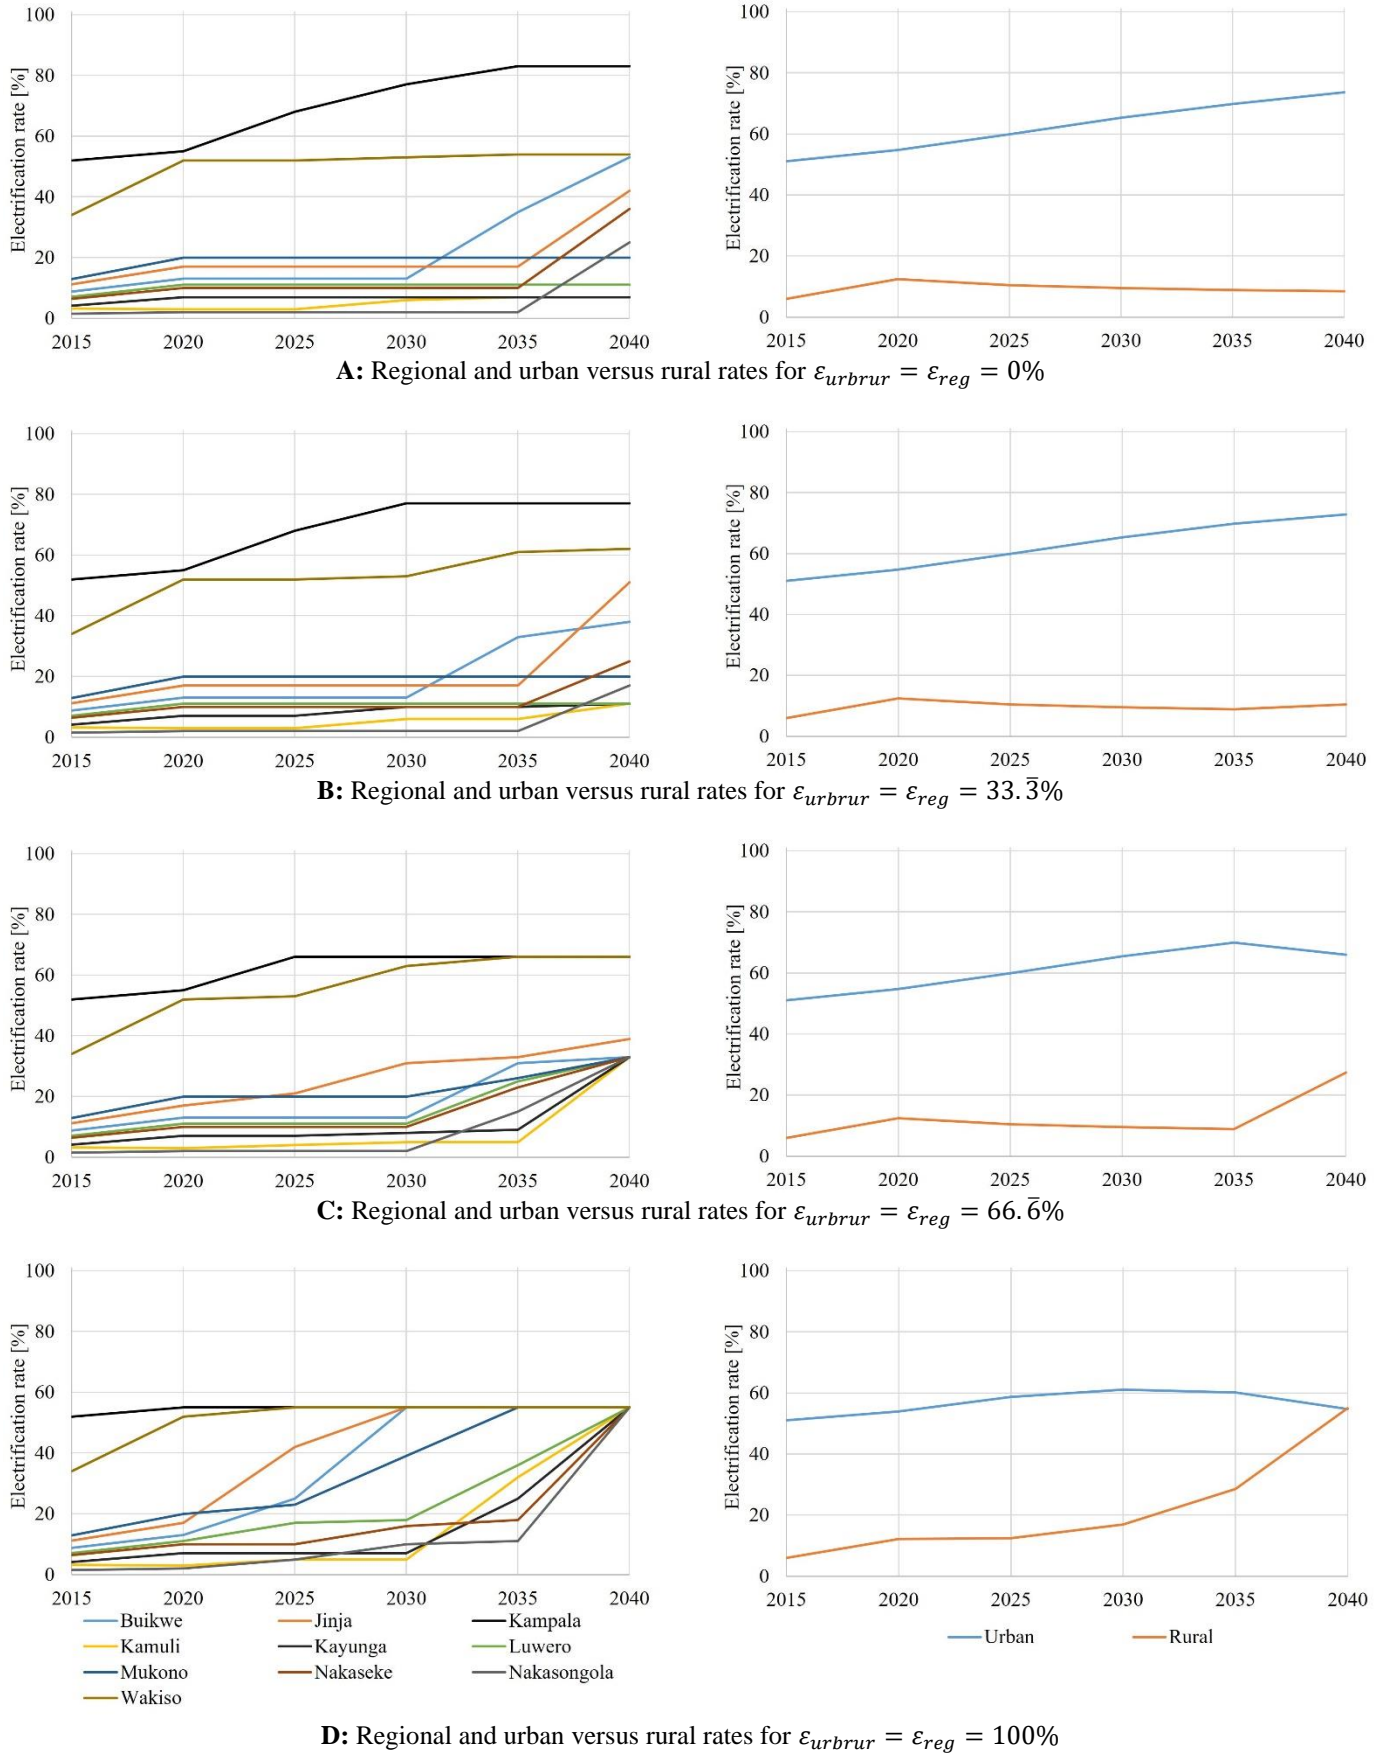 Electrification rate [%]
100
80
60
40
20
0
2015 2020 2025 2030 2035 2040
Electrification rate [%]
100
80
60
40
20
0
2015 2020 2025 2030 2035 2040
A: Regional and urban versus rural rates for ε_urbrur = ε_reg = 0%
Electrification rate [%]
100
80
60
40
20
0
2015 2020 2025 2030 2035 2040
Electrification rate [%]
100
80
60
40
20
0
2015 2020 2025 2030 2035 2040
B: Regional and urban versus rural rates for ε_urbrur = ε_reg = 33.3̅%
Electrification rate [%]
100
80
60
40
20
0
2015 2020 2025 2030 2035 2040
Electrification rate [%]
100
80
60
40
20
0
2015 2020 2025 2030 2035 2040
C: Regional and urban versus rural rates for ε_urbrur = ε_reg = 66.6̅%
Electrification rate [%]
100
80
60
40
20
0
2015 2020 2025 2030 2035 2040
Buikwe Jinja Kampala
Kamuli Kayunga Luwero
Mukono Nakaseke Nakasongola
Wakiso
Electrification rate [%]
100
80
60
40
20
0
2015 2020 2025 2030 2035 2040
Urban Rural
D: Regional and urban versus rural rates for ε_urbrur = ε_reg = 100%